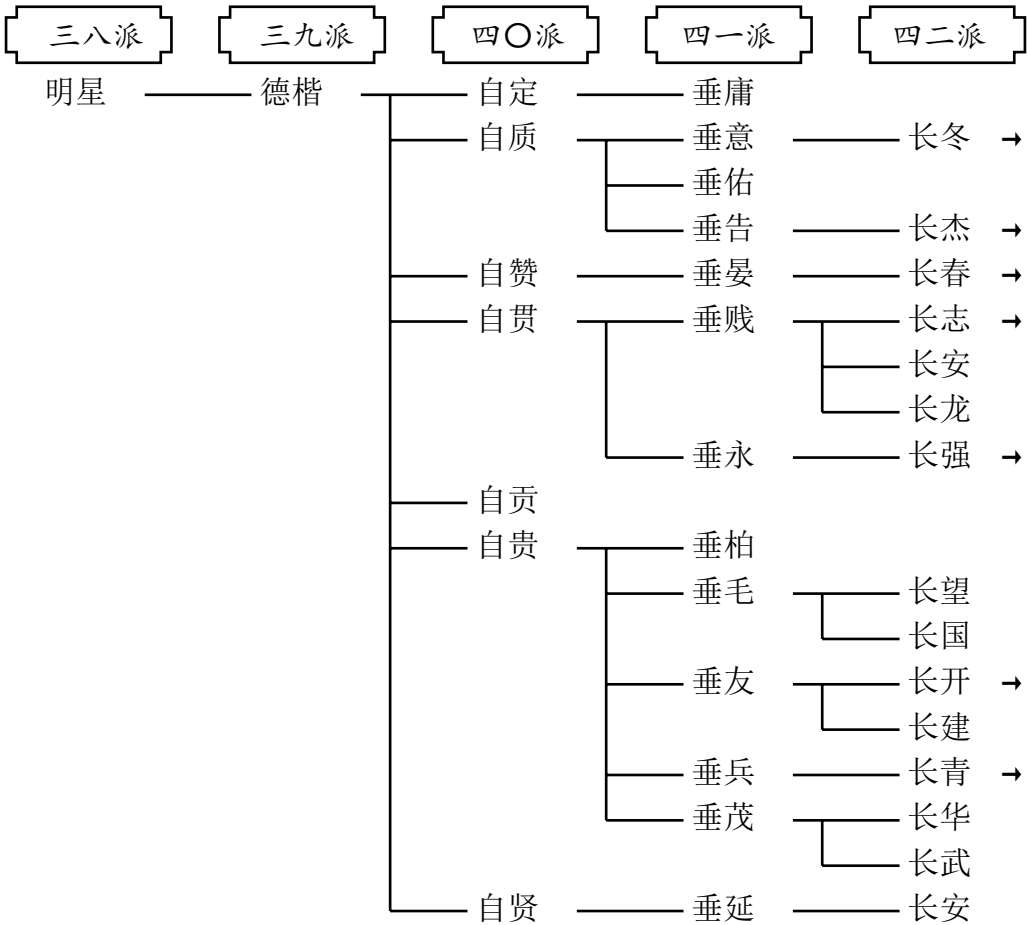 三八派 三九派 四〇派 四一派 四二派
明星 德楷 自定 垂庸
自质 垂意 长冬 →
垂佑
垂告 长杰 →
自赞 垂晏 长春 →
自贯 垂贱 长志 →
长安
长龙
垂永 长强 →
自贡
自贵 垂柏
垂毛 长望
长国
垂友 长开 →
长建
垂兵 长青 →
垂茂 长华
长武
自贤 垂延 长安